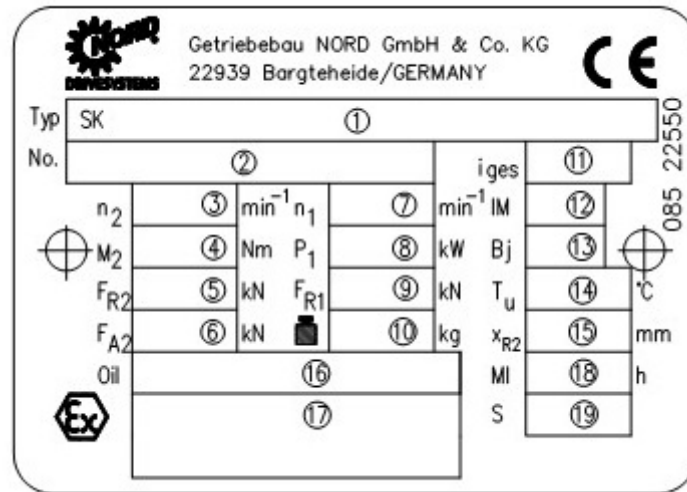 NORD
DRIVESYSTEMS
Getriebebau NORD GmbH & Co. KG
22939 Bargteheide/GERMANY
CE
Typ SK ①
No. ② iges ⑪
n2 ③ min-1 n1 ⑦ min-1 IM ⑫
M2 ④ Nm P1 ⑧ kW Bj ⑬
FR2 ⑤ kN FR1 ⑨ kN Tu ⑭ °C
FA2 ⑥ kN ⑩ kg xR2 ⑮ mm
Oil ⑯ MI ⑱ h
Ex ⑰ S ⑲
085 22550